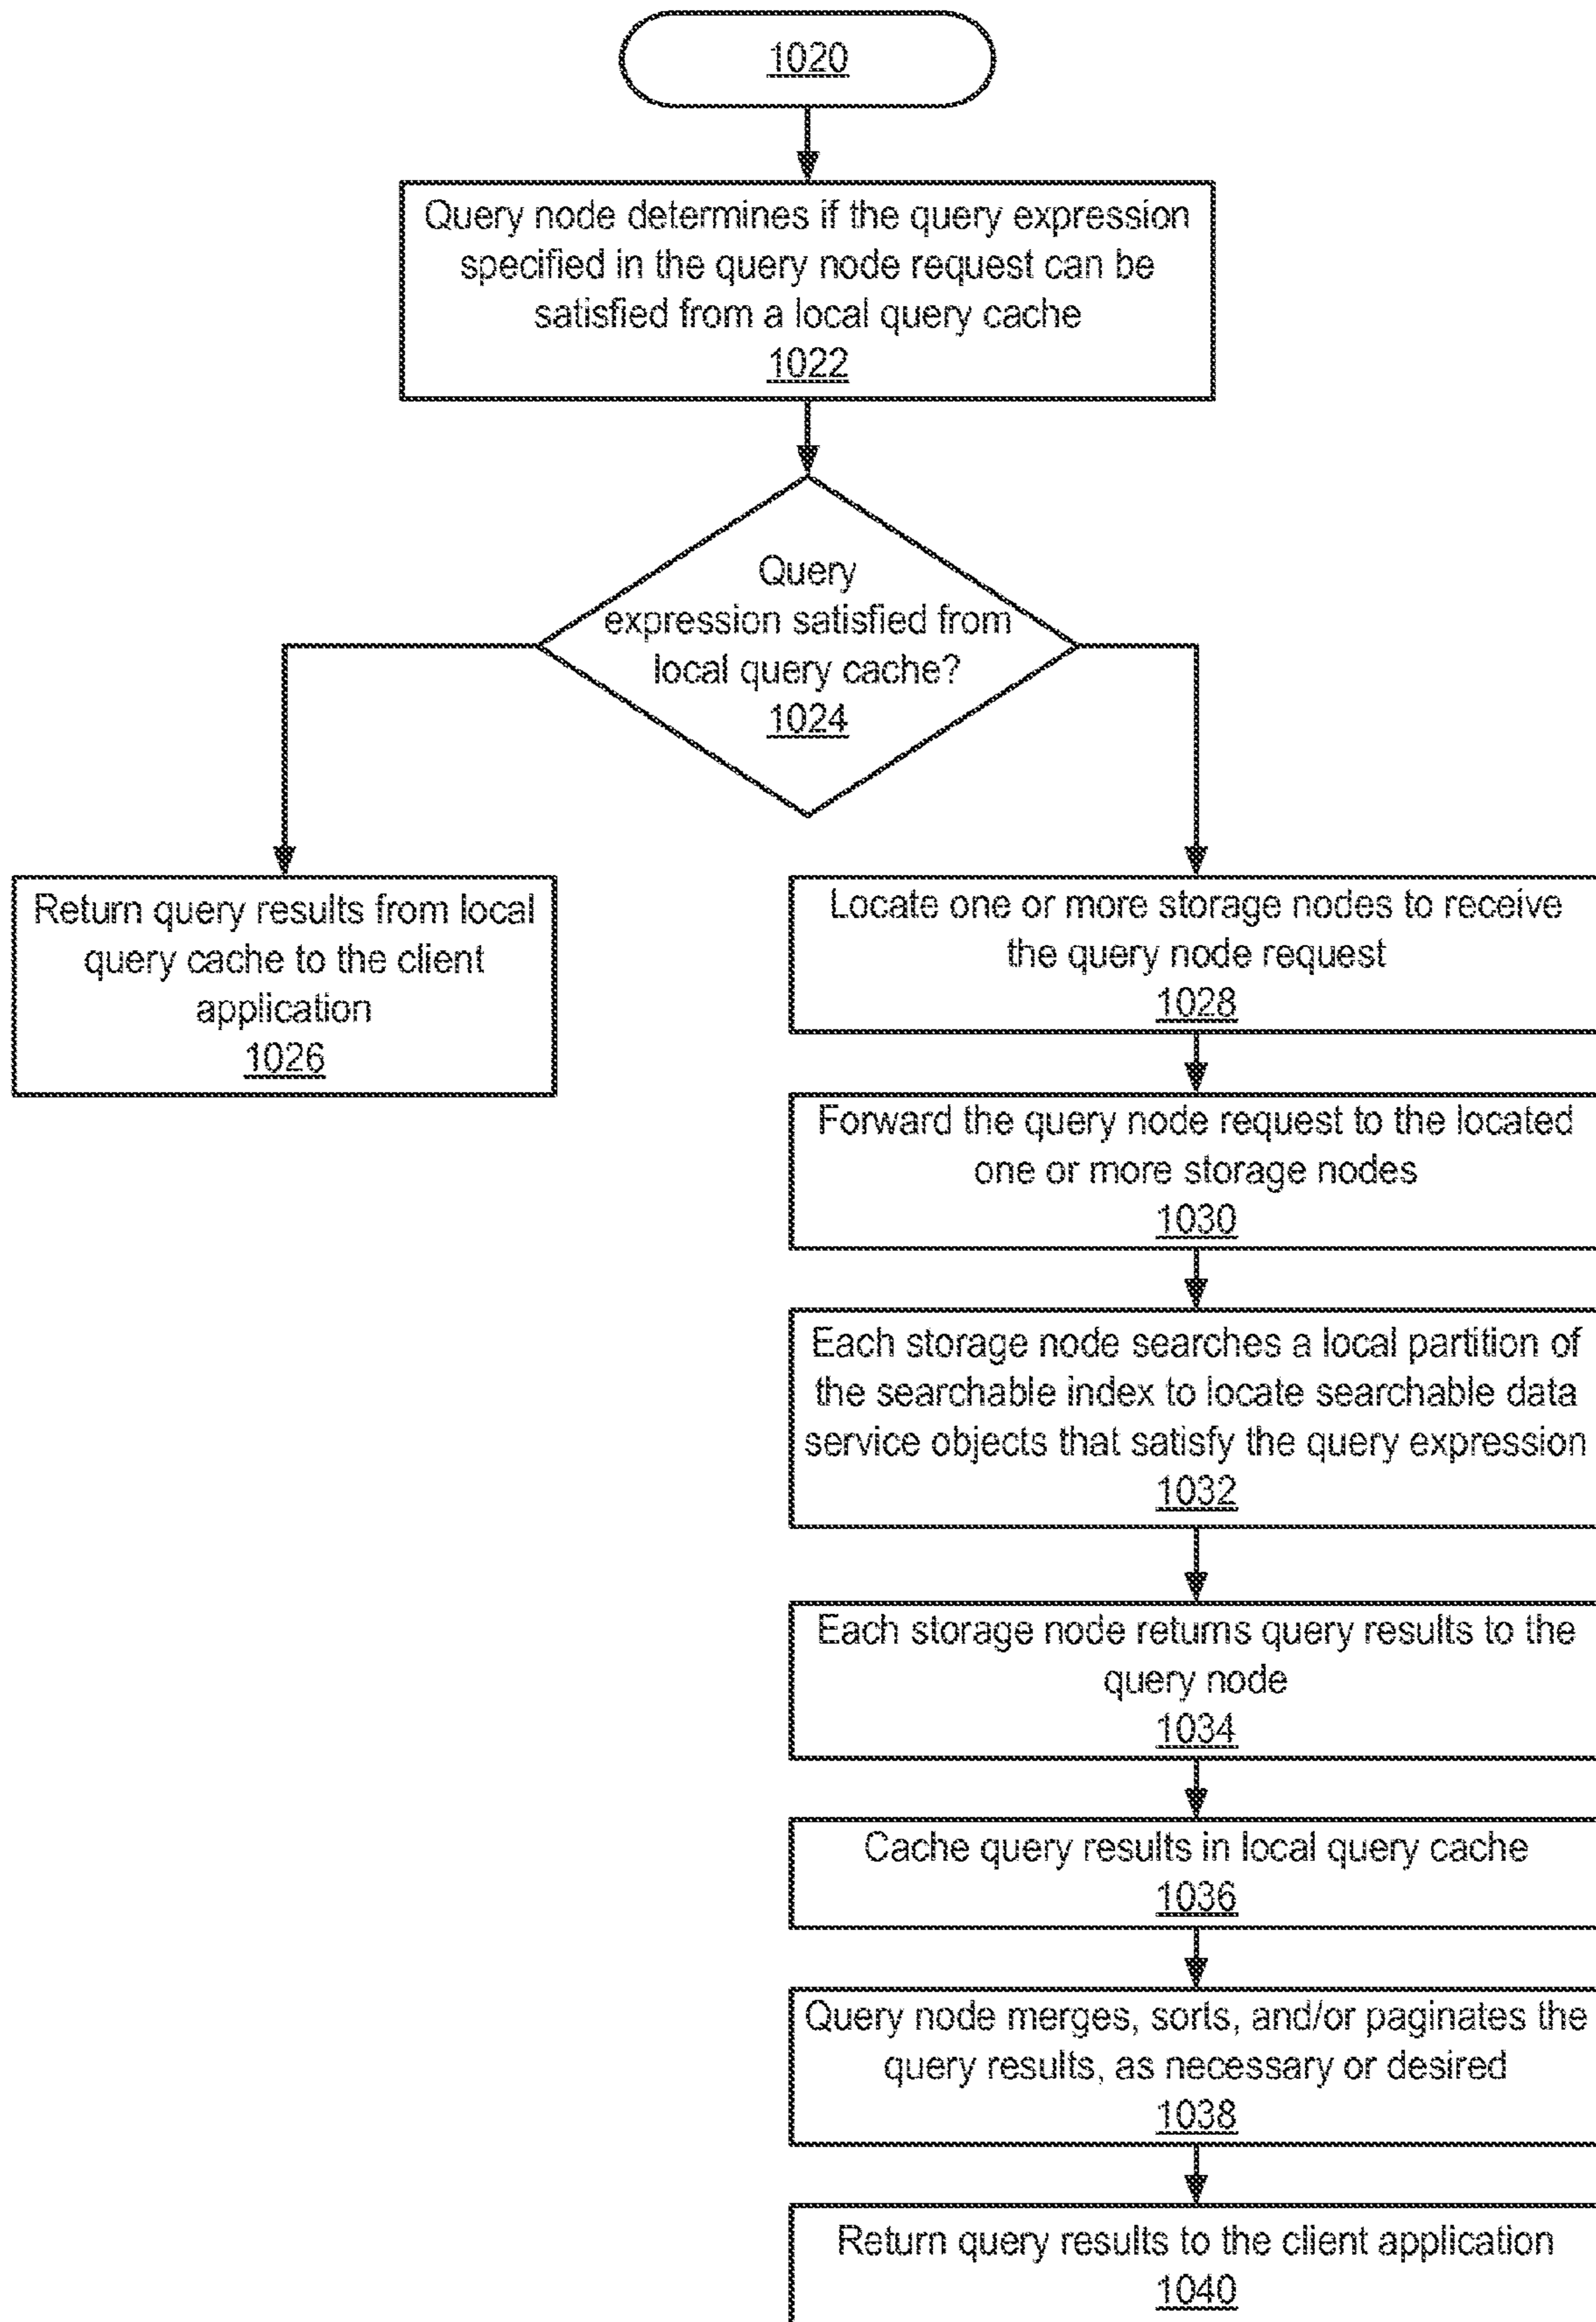 1020
Query node determines if the query expression
specified in the query node request can be
satisfied from a local query cache
1022
Query
expression satisfied from
local query cache?
1024
Return query results from local
query cache to the client
application
1026
Locate one or more storage nodes to receive
the query node request
1028
Forward the query node request to the located
one or more storage nodes
1030
Each storage node searches a local partition of
the searchable index to locate searchable data
service objects that satisfy the query expression
1032
Each storage node returns query results to the
query node
1034
Cache query results in local query cache
1036
Query node merges, sorts, and/or paginates the
query results, as necessary or desired
1038
Return query results to the client application
1040